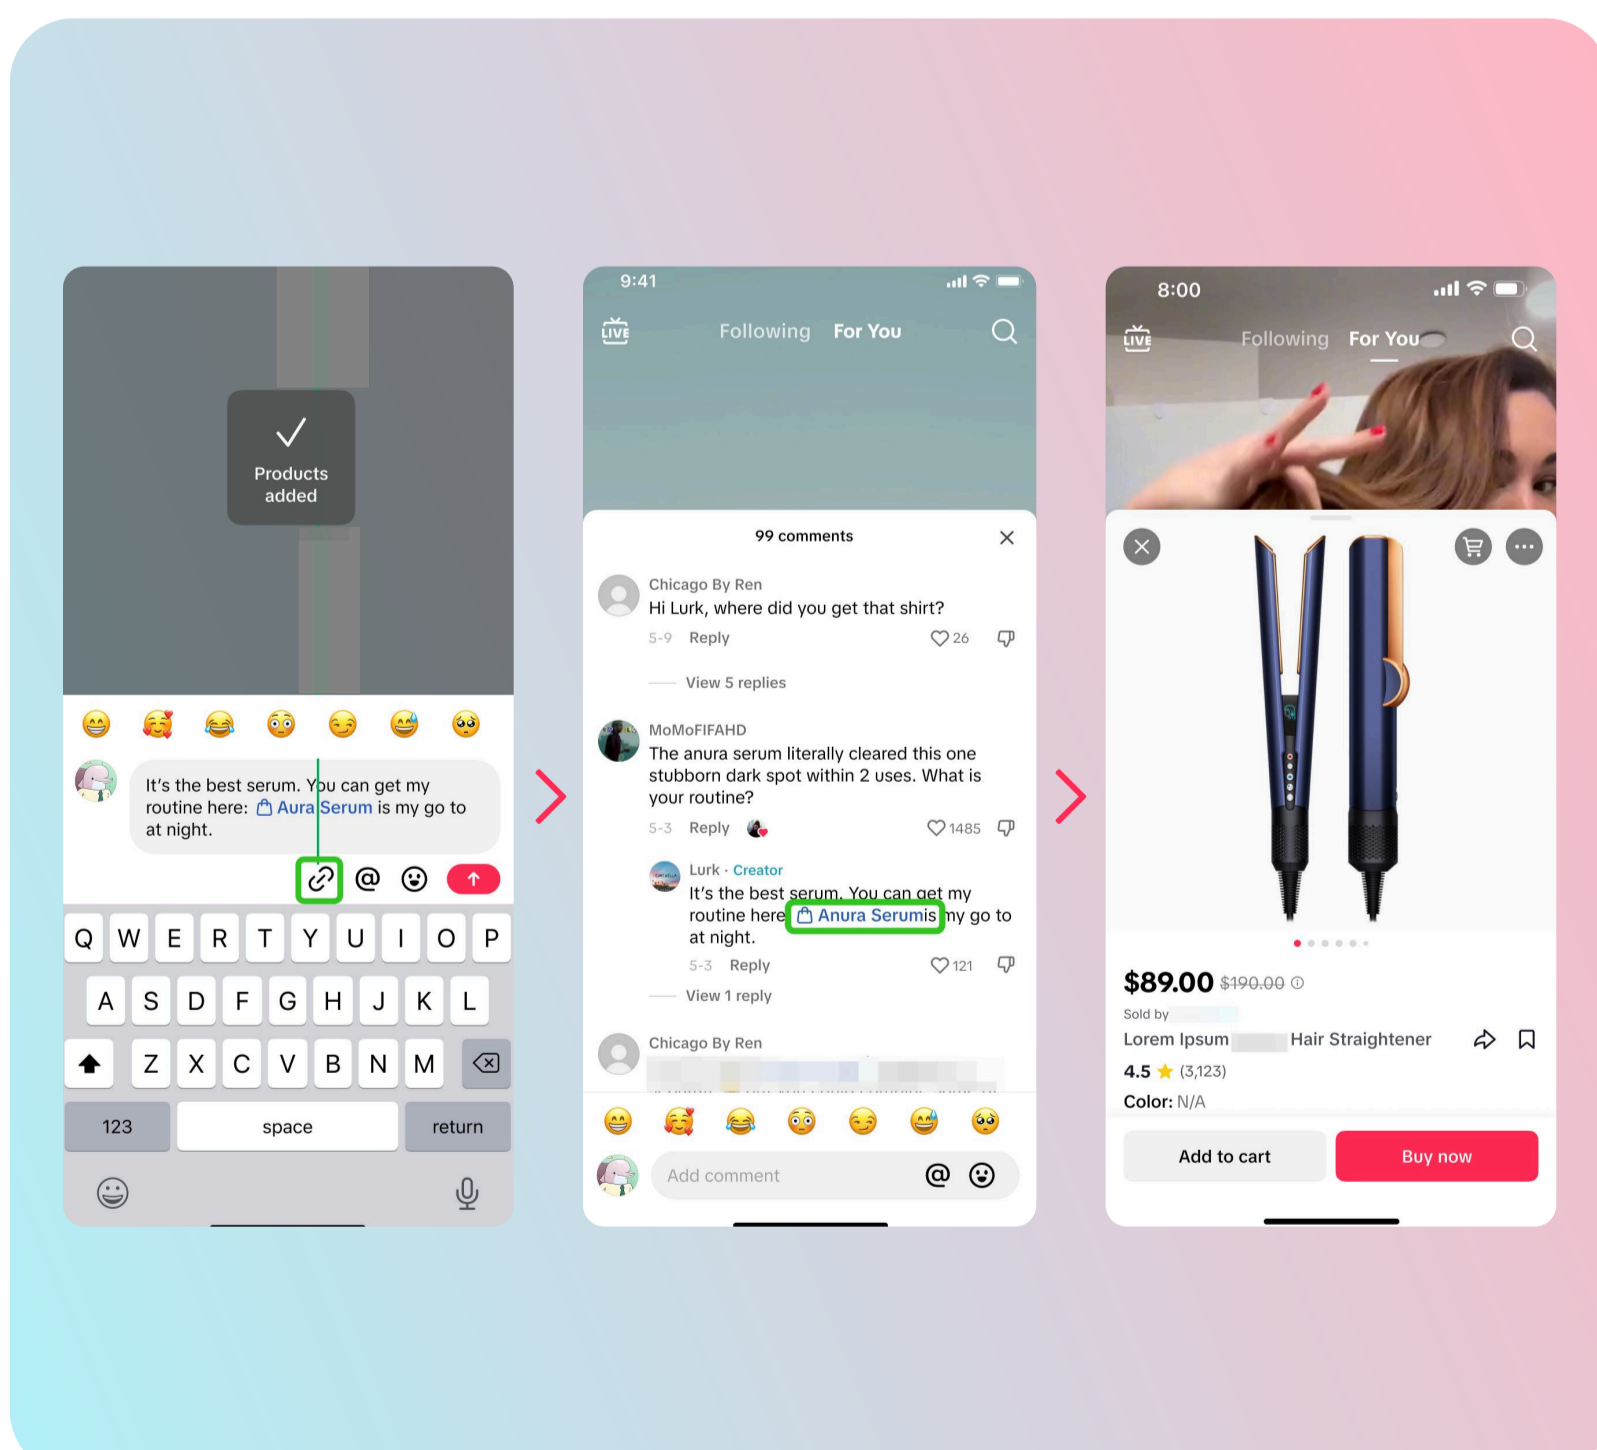 Products
added
It's the best serum. You can get my
routine here: Aura Serum is my go to
at night.
@
Q W E R T Y U I O P
A S D F G H J K L
Z X C V B N M
123 space return
9:41
LIVE Following For You
99 comments
Chicago By Ren
Hi Lurk, where did you get that shirt?
5-9 Reply 26
View 5 replies
MoMoFIFAHD
The anura serum literally cleared this one
stubborn dark spot within 2 uses. What is
your routine?
5-3 Reply 1485
Lurk · Creator
It's the best serum. You can get my
routine here Anura Serumis my go to
at night.
5-3 Reply 121
View 1 reply
Chicago By Ren
Add comment @
8:00
LIVE Following For You
$89.00 $190.00
Sold by
Lorem Ipsum Hair Straightener
4.5 (3,123)
Color: N/A
Add to cart Buy now